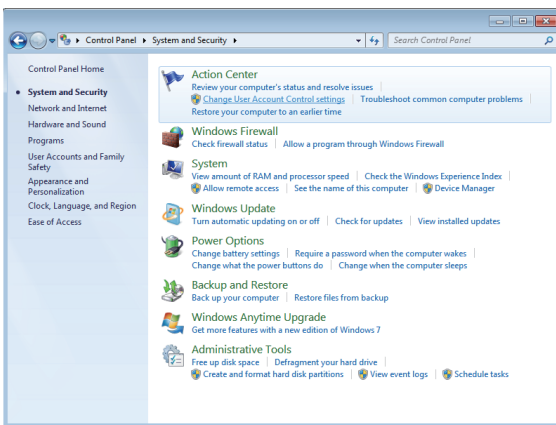 Control Panel System and Security Search Control Panel
Control Panel Home
System and Security
Network and Internet
Hardware and Sound
Programs
User Accounts and Family
Safety
Appearance and
Personalization
Clock, Language, and Region
Ease of Access
Action Center
Review your computer's status and resolve issues
Change User Account Control settings Troubleshoot common computer problems
Restore your computer to an earlier time
Windows Firewall
Check firewall status Allow a program through Windows Firewall
System
View amount of RAM and processor speed Check the Windows Experience Index
Allow remote access See the name of this computer Device Manager
Windows Update
Turn automatic updating on or off Check for updates View installed updates
Power Options
Change battery settings Require a password when the computer wakes
Change what the power buttons do Change when the computer sleeps
Backup and Restore
Back up your computer Restore files from backup
Windows Anytime Upgrade
Get more features with a new edition of Windows 7
Administrative Tools
Free up disk space Defragment your hard drive
Create and format hard disk partitions View event logs Schedule tasks